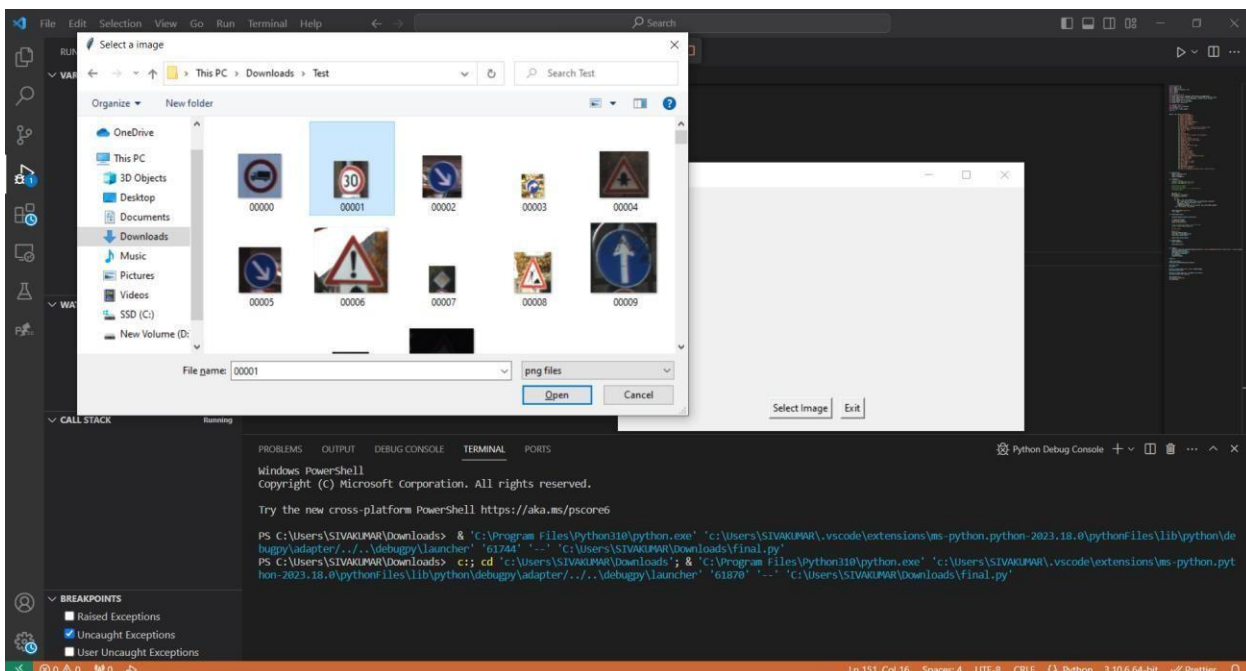 File Edit Selection View Go Run Terminal Help
Search
Select a image
RUN
This PC > Downloads > Test
Search Test
Organize
New folder
OneDrive
This PC
3D Objects
Desktop
Documents
Downloads
Music
Pictures
Videos
SSD (C:)
New Volume (D:
30
00000 00001 00002 00003 00004
00005 00006 00007 00008 00009
File name: 00001
png files
Open Cancel
Select Image Exit
CALL STACK Running
PROBLEMS OUTPUT DEBUG CONSOLE TERMINAL PORTS
Python Debug Console
Windows PowerShell
Copyright (C) Microsoft Corporation. All rights reserved.
Try the new cross-platform PowerShell https://aka.ms/pscore6
PS C:\Users\SIVAKUMAR\Downloads> & 'C:\Program Files\Python310\python.exe' 'c:\Users\SIVAKUMAR\.vscode\extensions\ms-python.python-2023.18.0\pythonFiles\lib\python\de
bugpy\adapter/../..\debugpy\launcher' '61744' '--' 'C:\Users\SIVAKUMAR\Downloads\final.py'
PS C:\Users\SIVAKUMAR\Downloads> c:; cd 'c:\Users\SIVAKUMAR\Downloads'; & 'C:\Program Files\Python310\python.exe' 'c:\Users\SIVAKUMAR\.vscode\extensions\ms-python.pyt
hon-2023.18.0\pythonFiles\lib\python\debugpy\adapter/../..\debugpy\launcher' '61870' '--' 'C:\Users\SIVAKUMAR\Downloads\final.py'
BREAKPOINTS
Raised Exceptions
Uncaught Exceptions
User Uncaught Exceptions
Ln 151, Col 16 Spaces: 4 UTF-8 CRLF Python 3.10.6 64-bit Prettier